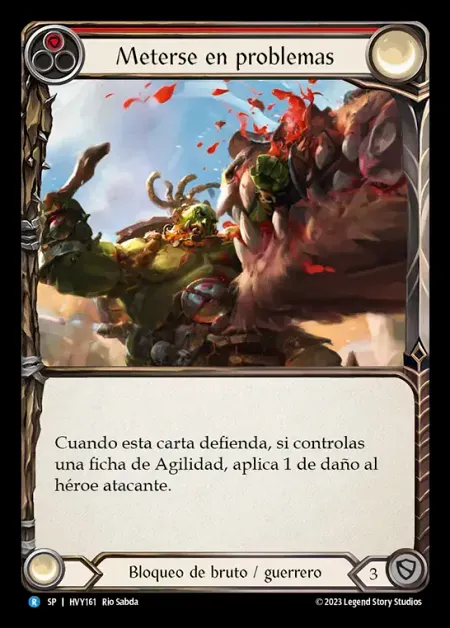 Meterse en problemas
Cuando esta carta defienda, si controlas
una ficha de Agilidad, aplica 1 de daño al
héroe atacante.
Bloqueo de bruto / guerrero
3
R SP | HVY161 Rio Sabda
© 2023 Legend Story Studios